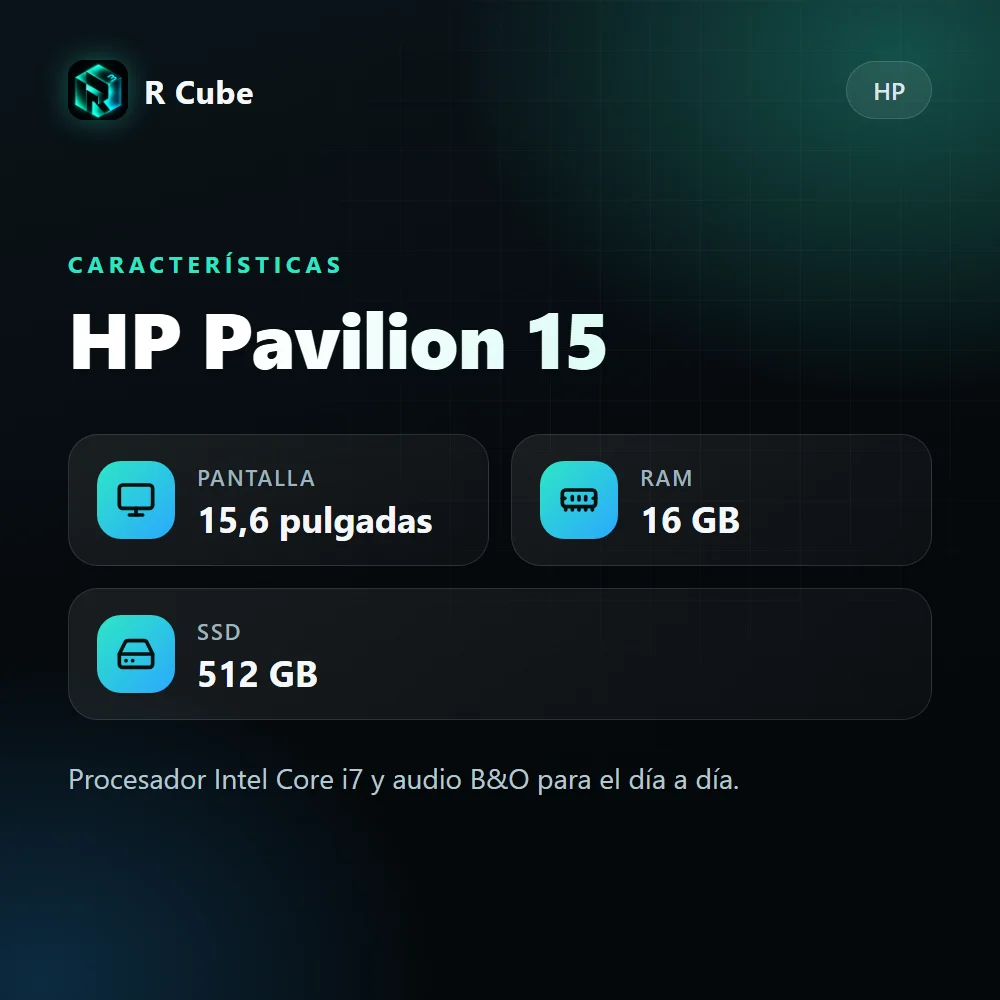 R Cube
HP
CARACTERÍSTICAS
HP Pavilion 15
PANTALLA
15,6 pulgadas
RAM
16 GB
SSD
512 GB
Procesador Intel Core i7 y audio B&O para el día a día.